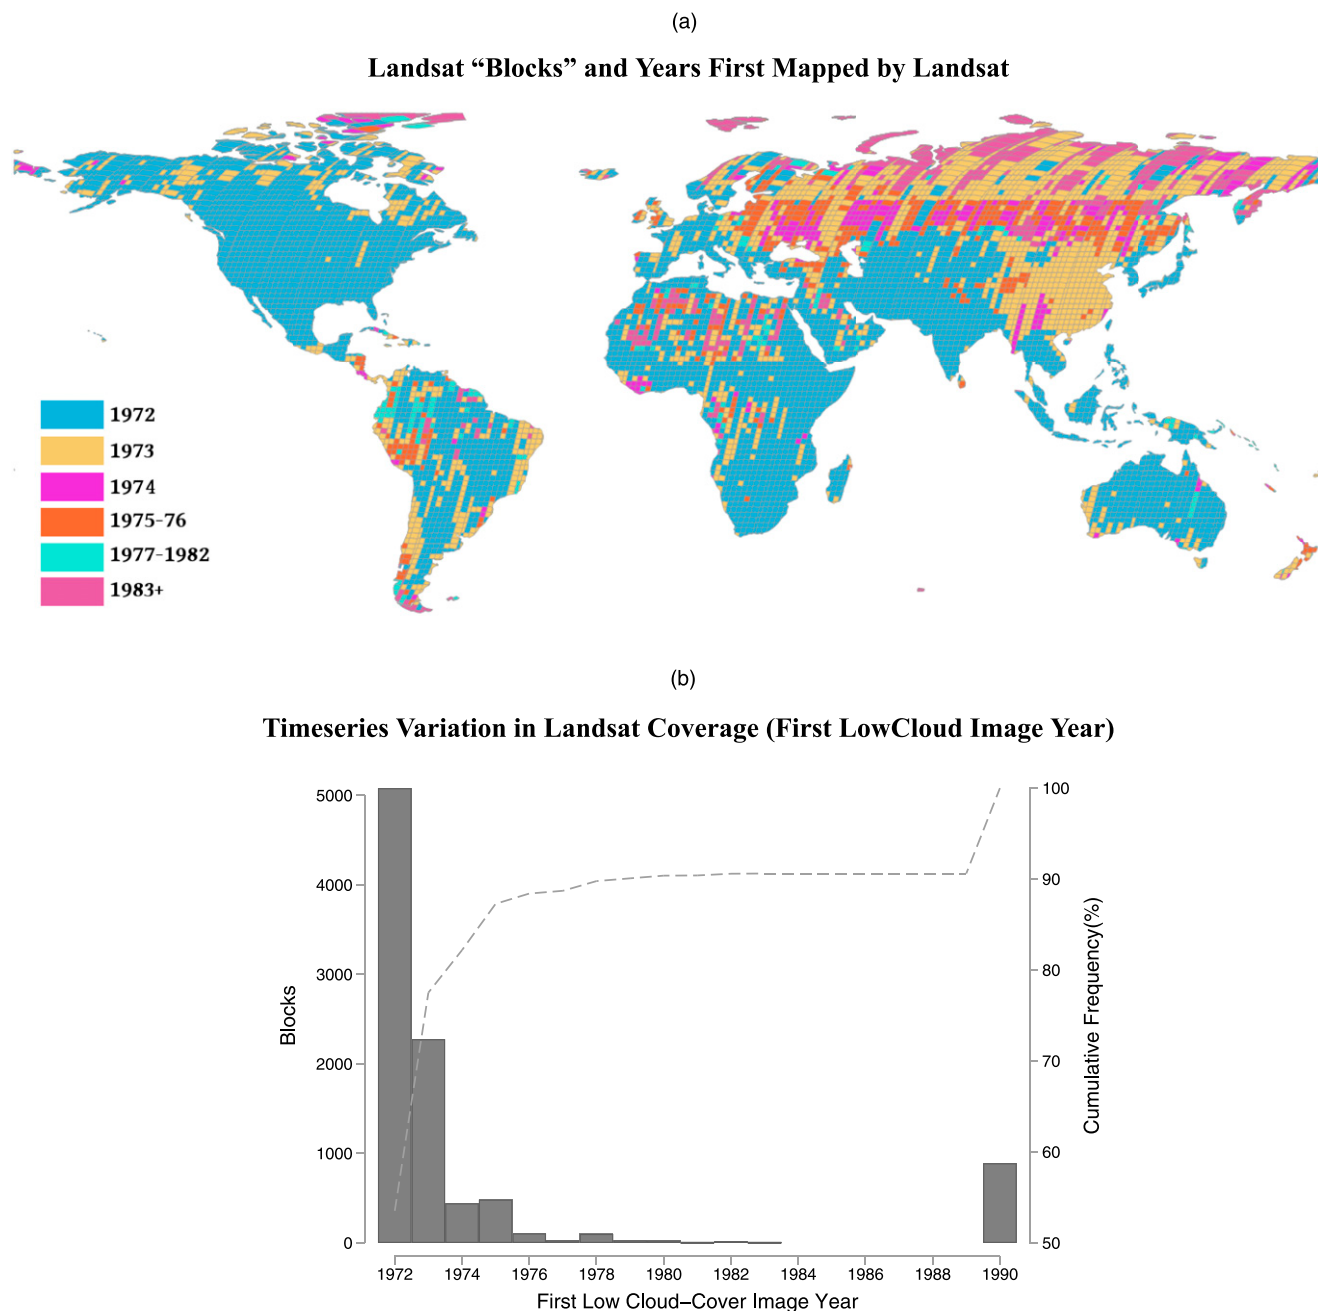 (a)
Landsat “Blocks” and Years First Mapped by Landsat
1972
1973
1974
1975-76
1977-1982
1983+
(b)
Timeseries Variation in Landsat Coverage (First LowCloud Image Year)
5000
4000
3000
2000
1000
0
Blocks
100
90
80
70
60
50
Cumulative Frequency(%)
1972 1974 1976 1978 1980 1982 1984 1986 1988 1990
First Low Cloud−Cover Image Year